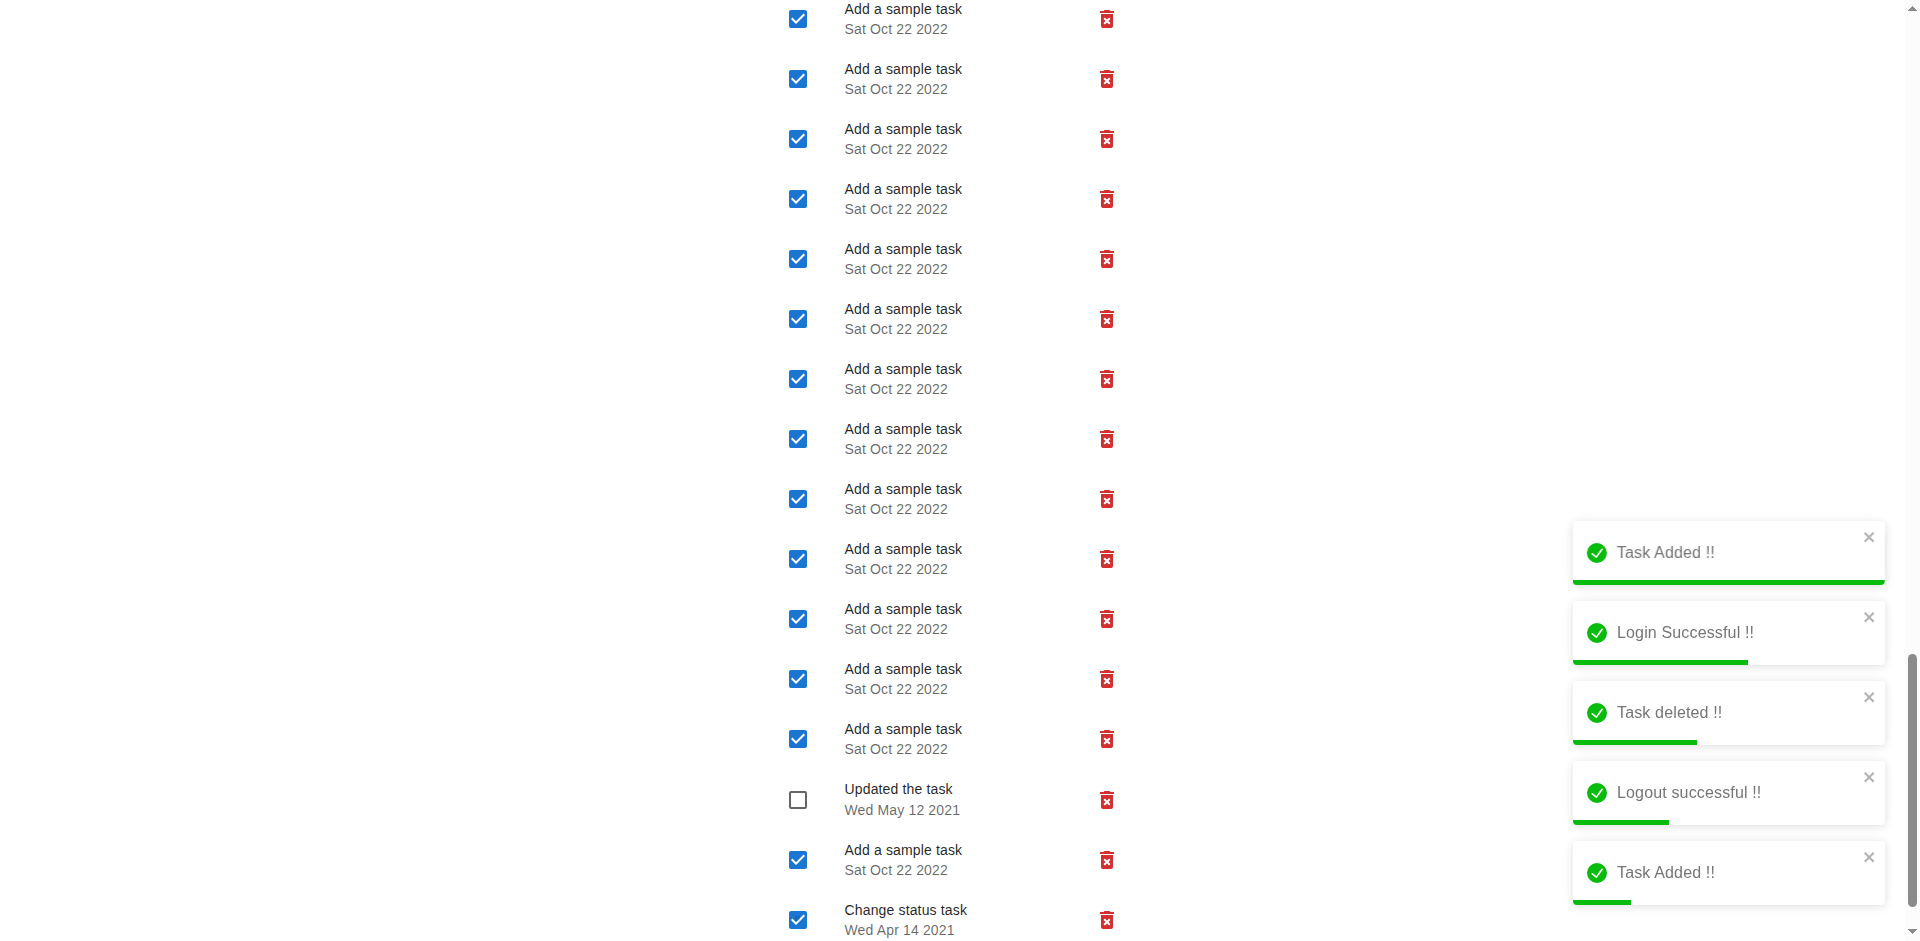 Add a sample task
Sat Oct 22 2022
Add a sample task
Sat Oct 22 2022
Add a sample task
Sat Oct 22 2022
Add a sample task
Sat Oct 22 2022
Add a sample task
Sat Oct 22 2022
Add a sample task
Sat Oct 22 2022
Add a sample task
Sat Oct 22 2022
Add a sample task
Sat Oct 22 2022
Add a sample task
Sat Oct 22 2022
Add a sample task
Sat Oct 22 2022
Add a sample task
Sat Oct 22 2022
Add a sample task
Sat Oct 22 2022
Add a sample task
Sat Oct 22 2022
Updated the task
Wed May 12 2021
Add a sample task
Sat Oct 22 2022
Change status task
Wed Apr 14 2021
Task Added !!
Login Successful !!
Task deleted !!
Logout successful !!
Task Added !!